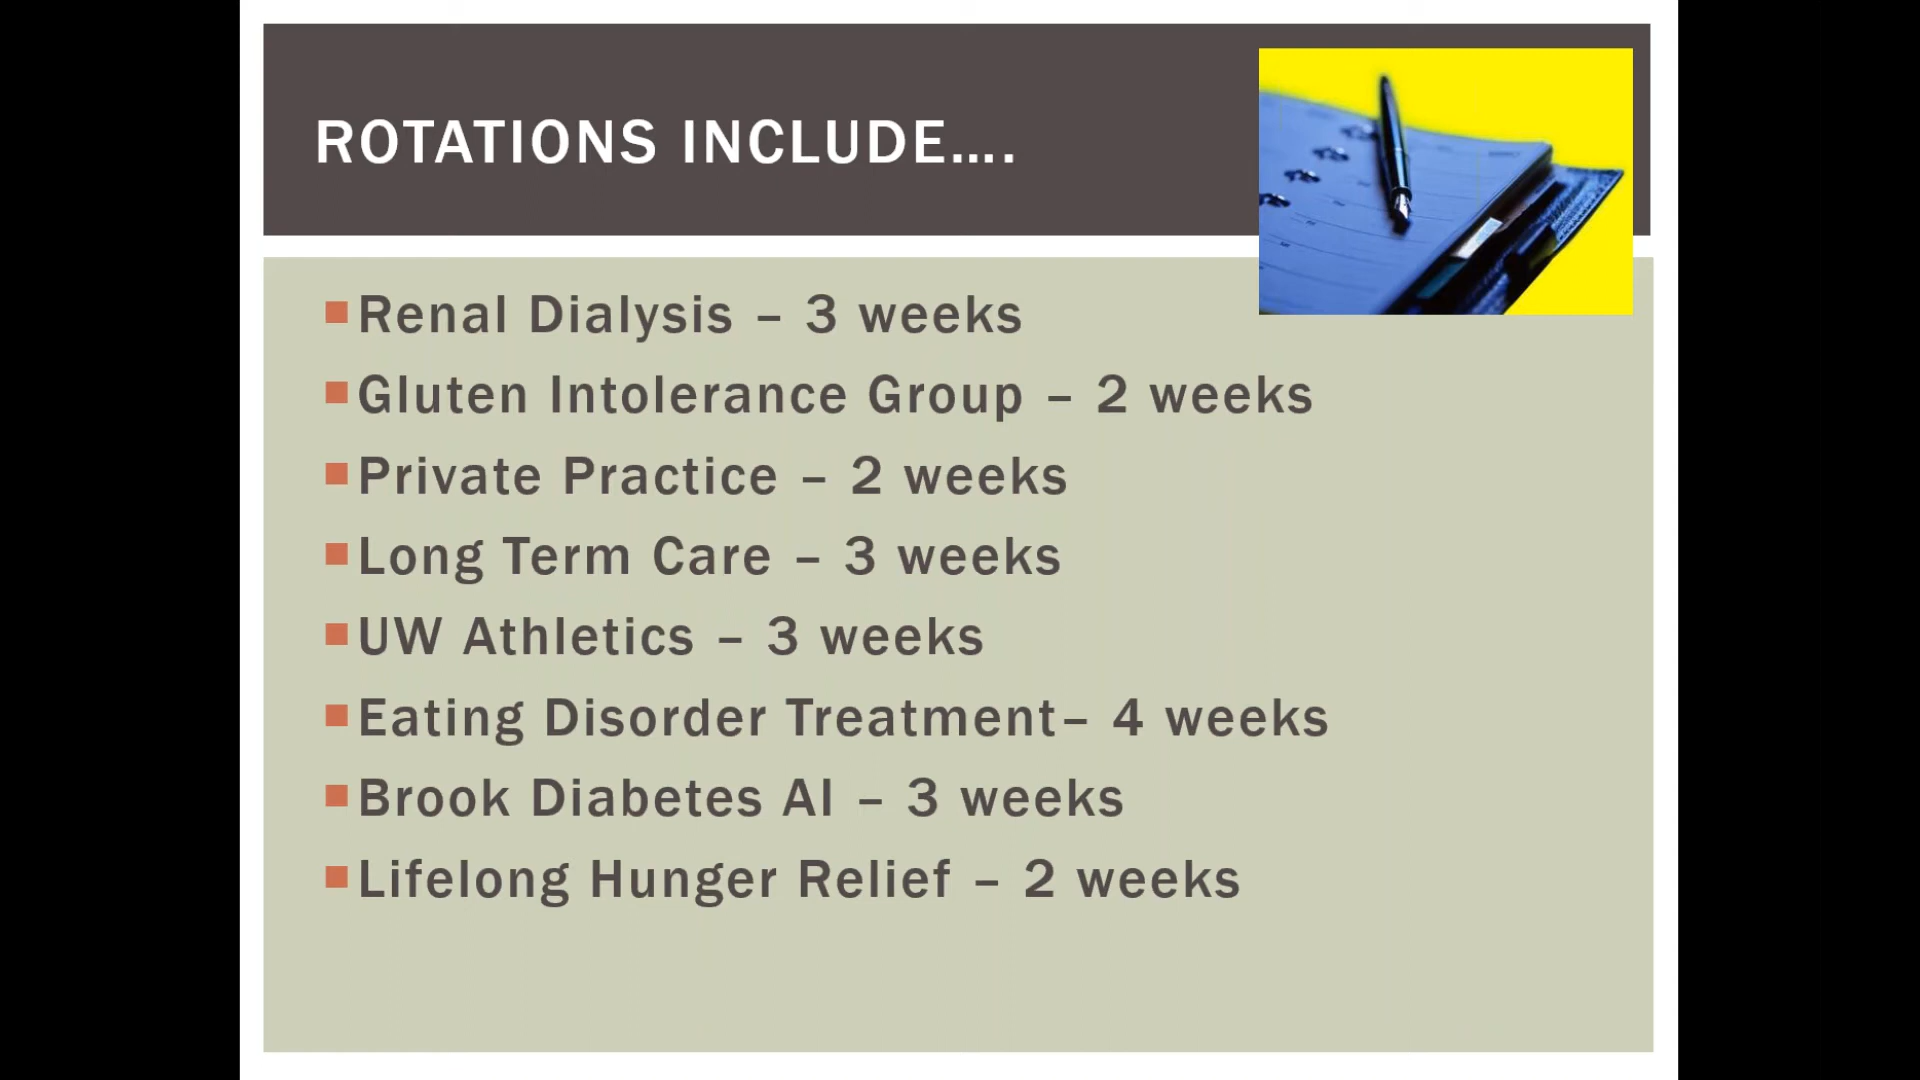 ROTATIONS INCLUDE....
Renal Dialysis – 3 weeks
Gluten Intolerance Group – 2 weeks
Private Practice – 2 weeks
Long Term Care – 3 weeks
UW Athletics – 3 weeks
Eating Disorder Treatment– 4 weeks
Brook Diabetes AI – 3 weeks
Lifelong Hunger Relief – 2 weeks